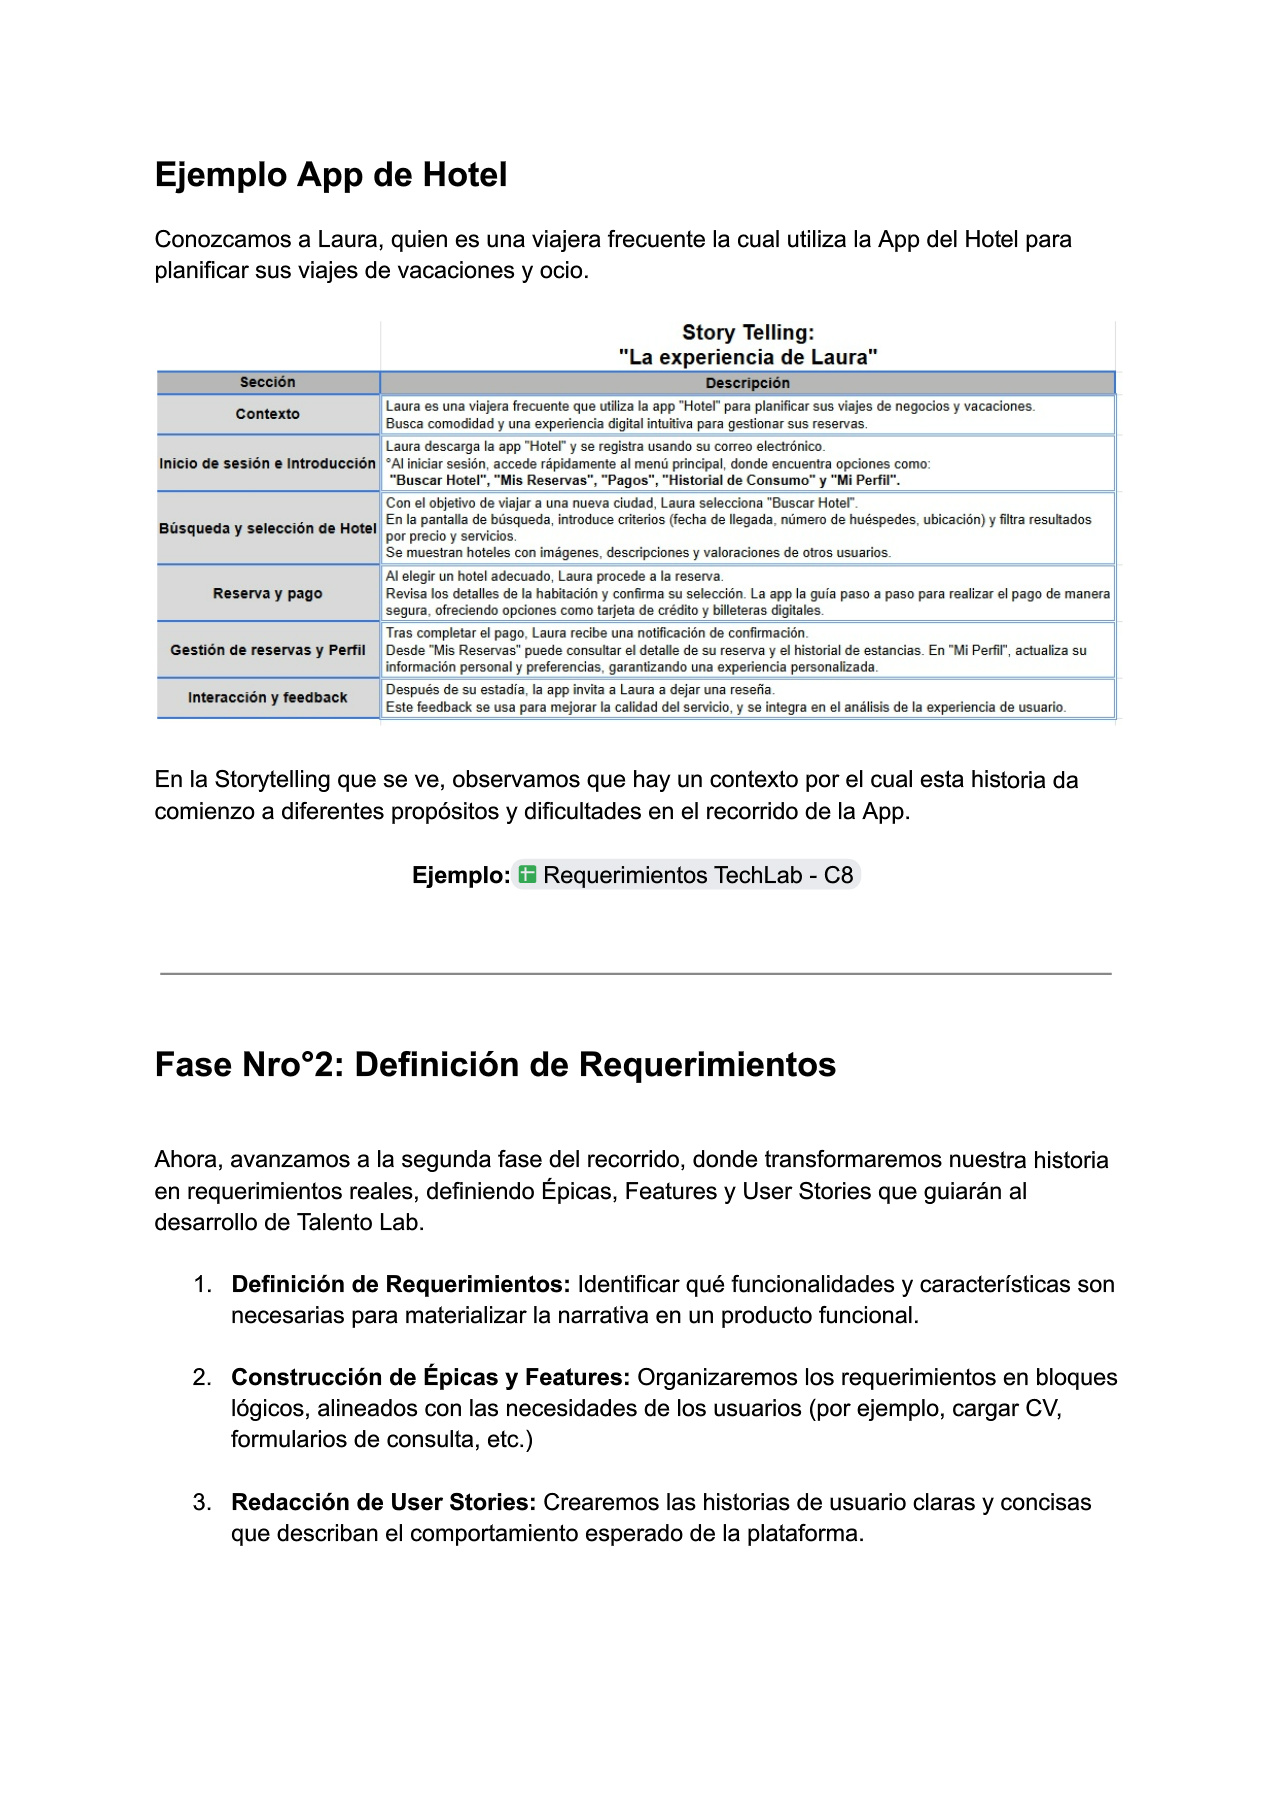 Ejemplo App de Hotel
Conozcamos a Laura, quien es una viajera frecuente la cual utiliza la App del Hotel para
planificar sus viajes de vacaciones y ocio.
Story Telling:
"La experiencia de Laura"
Sección
Descripción
Contexto
Laura es una viajera frecuente que utiliza la app "Hotel" para planificar sus viajes de negocios y vacaciones.
Busca comodidad y una experiencia digital intuitiva para gestionar sus reservas.
Inicio de sesión e Introducción
Laura descarga la app "Hotel" y se registra usando su correo electrónico.
°Al iniciar sesión, accede rápidamente al menú principal, donde encuentra opciones como:
"Buscar Hotel", "Mis Reservas", "Pagos", "Historial de Consumo" y "Mi Perfil".
Búsqueda y selección de Hotel
Con el objetivo de viajar a una nueva ciudad, Laura selecciona "Buscar Hotel".
En la pantalla de búsqueda, introduce criterios (fecha de llegada, número de huéspedes, ubicación) y filtra resultados
por precio y servicios.
Se muestran hoteles con imágenes, descripciones y valoraciones de otros usuarios.
Reserva y pago
Al elegir un hotel adecuado, Laura procede a la reserva.
Revisa los detalles de la habitación y confirma su selección. La app la guía paso a paso para realizar el pago de manera
segura, ofreciendo opciones como tarjeta de crédito y billeteras digitales.
Gestión de reservas y Perfil
Tras completar el pago, Laura recibe una notificación de confirmación.
Desde "Mis Reservas" puede consultar el detalle de su reserva y el historial de estancias. En "Mi Perfil", actualiza su
información personal y preferencias, garantizando una experiencia personalizada.
Interacción y feedback
Después de su estadía, la app invita a Laura a dejar una reseña.
Este feedback se usa para mejorar la calidad del servicio, y se integra en el análisis de la experiencia de usuario.
En la Storytelling que se ve, observamos que hay un contexto por el cual esta historia da
comienzo a diferentes propósitos y dificultades en el recorrido de la App.
Ejemplo: Requerimientos TechLab - C8
Fase Nro°2: Definición de Requerimientos
Ahora, avanzamos a la segunda fase del recorrido, donde transformaremos nuestra historia
en requerimientos reales, definiendo Épicas, Features y User Stories que guiarán al
desarrollo de Talento Lab.
1. Definición de Requerimientos: Identificar qué funcionalidades y características son
necesarias para materializar la narrativa en un producto funcional.
2. Construcción de Épicas y Features: Organizaremos los requerimientos en bloques
lógicos, alineados con las necesidades de los usuarios (por ejemplo, cargar CV,
formularios de consulta, etc.)
3. Redacción de User Stories: Crearemos las historias de usuario claras y concisas
que describan el comportamiento esperado de la plataforma.